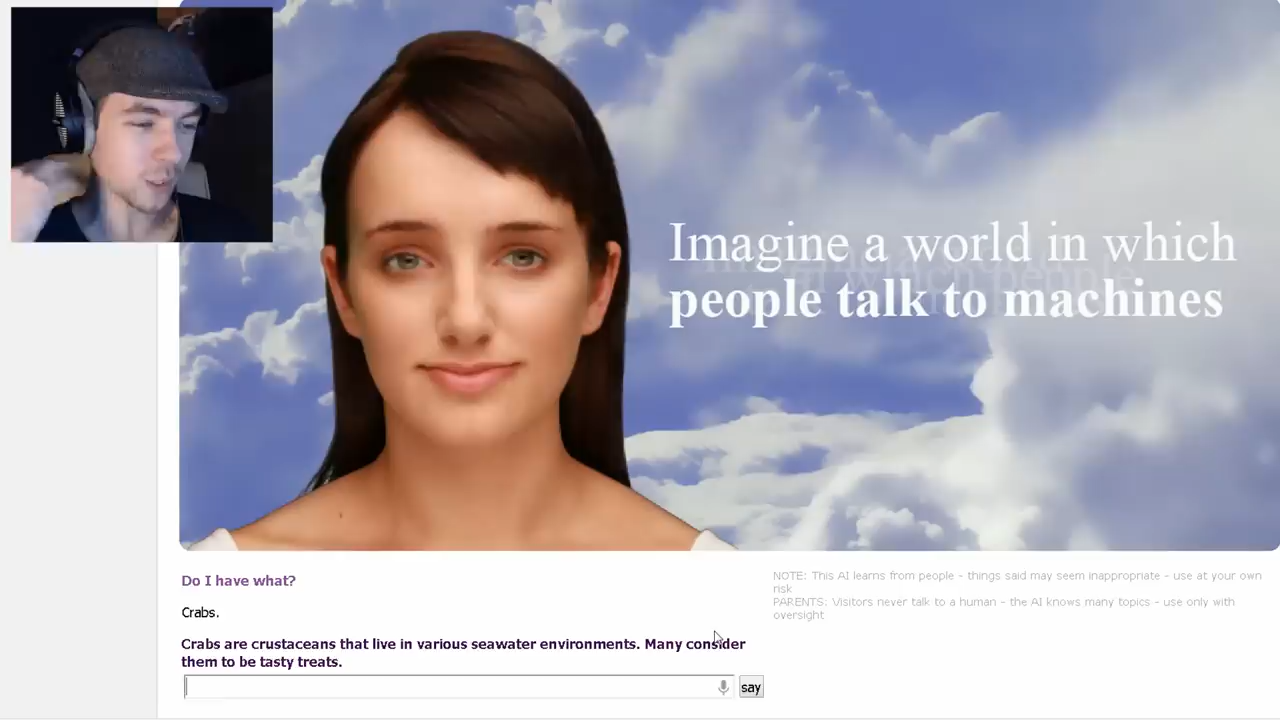 Imagine a world in which
people talk to machines
Do I have what?
Crabs.
Crabs are crustaceans that live in various seawater environments. Many consider
them to be tasty treats.
say
NOTE: This AI learns from people - things said may seem inappropriate - use at your own
risk
PARENTS: Visitors never talk to a human - the AI knows many topics - use only with
oversight